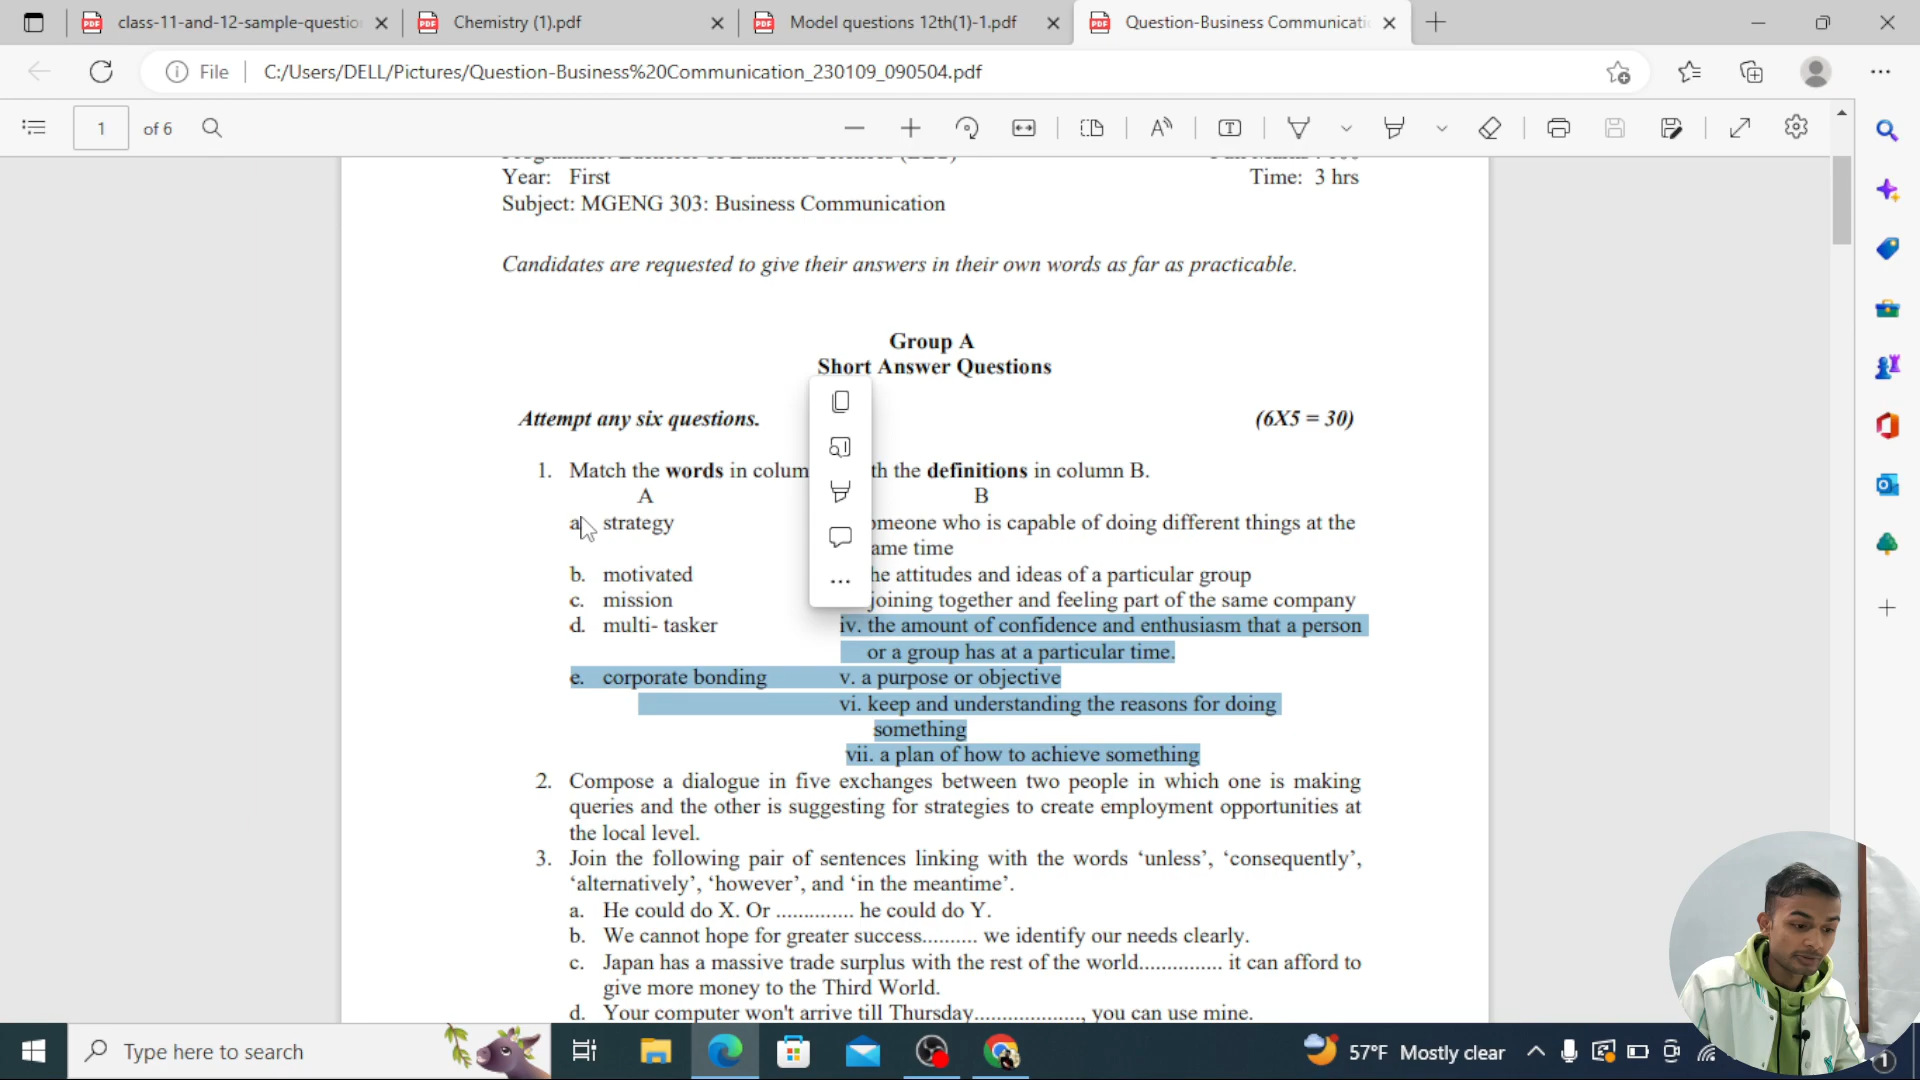 class-11-and-12-sample-questio
Chemistry (1).pdf
Model questions 12th(1)-1.pdf
Question-Business Communicati
File
C:/Users/DELL/Pictures/Question-Business%20Communication_230109_090504.pdf
1 of 6
Year: First Time: 3 hrs
Subject: MGENG 303: Business Communication
Candidates are requested to give their answers in their own words as far as practicable.
Group A
Short Answer Questions
Attempt any six questions. (6X5 = 30)
1. Match the words in colum th the definitions in column B.
A B
a. strategy omeone who is capable of doing different things at the
ame time
b. motivated he attitudes and ideas of a particular group
c. mission joining together and feeling part of the same company
d. multi- tasker iv. the amount of confidence and enthusiasm that a person
or a group has at a particular time.
e. corporate bonding v. a purpose or objective
vi. keep and understanding the reasons for doing
something
vii. a plan of how to achieve something
2. Compose a dialogue in five exchanges between two people in which one is making
queries and the other is suggesting for strategies to create employment opportunities at
the local level.
3. Join the following pair of sentences linking with the words ‘unless’, ‘consequently’,
‘alternatively’, ‘however’, and ‘in the meantime’.
a. He could do X. Or .............. he could do Y.
b. We cannot hope for greater success.......... we identify our needs clearly.
c. Japan has a massive trade surplus with the rest of the world............... it can afford to
give more money to the Third World.
d. Your computer won't arrive till Thursday...................., you can use mine.
Type here to search
57°F Mostly clear
1